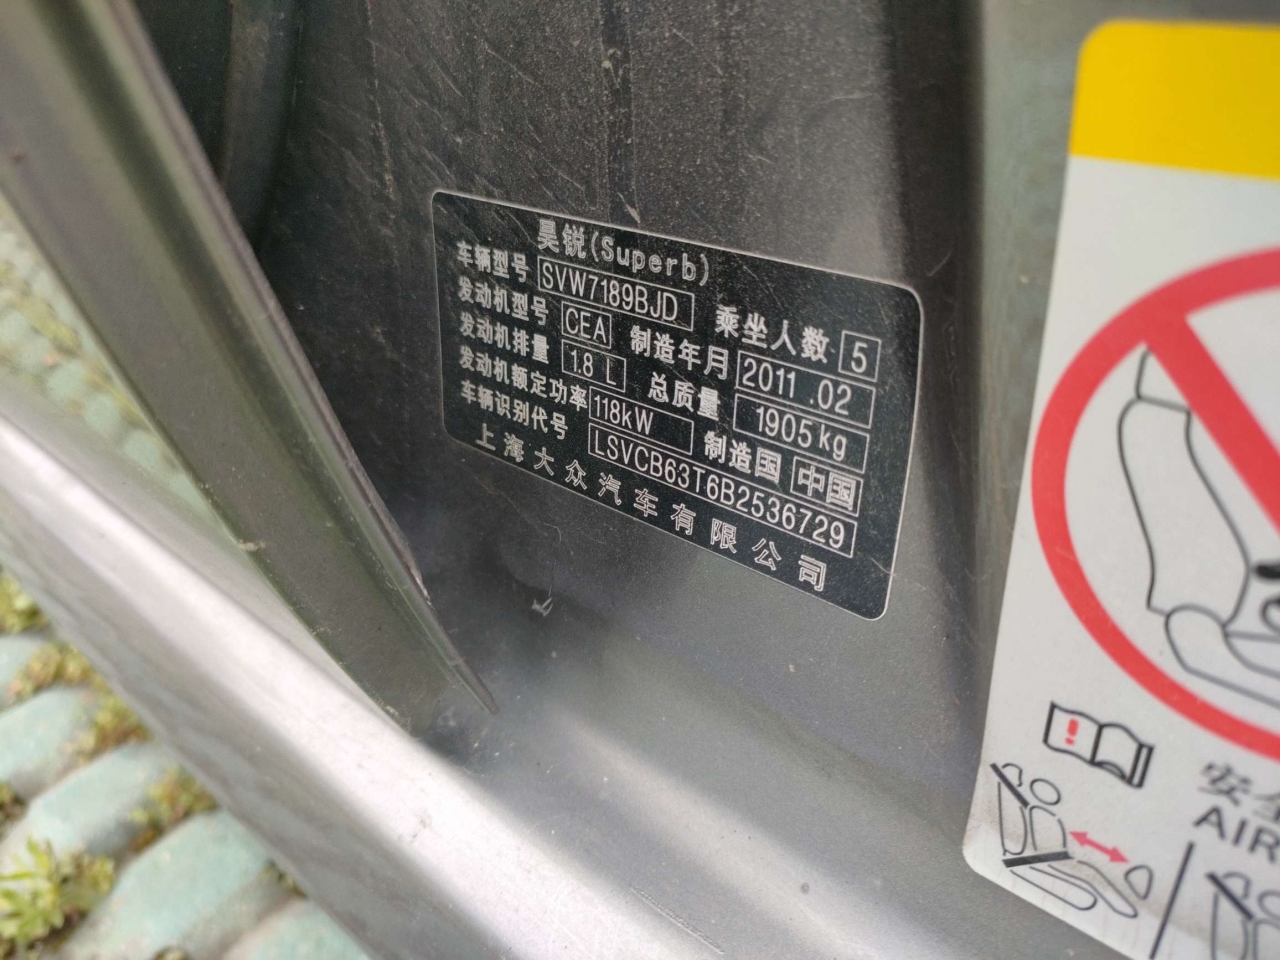 昊锐(Superb)
车辆型号 SVW7189BJD 乘坐人数 5
发动机型号 CEA 制造年月 2011.02
发动机排量 1.8 L 总质量 1905kg
发动机额定功率 118kW 制造国 中国
车辆识别代号 LSVCB63T6B2536729
上海大众汽车有限公司
安全
AIR